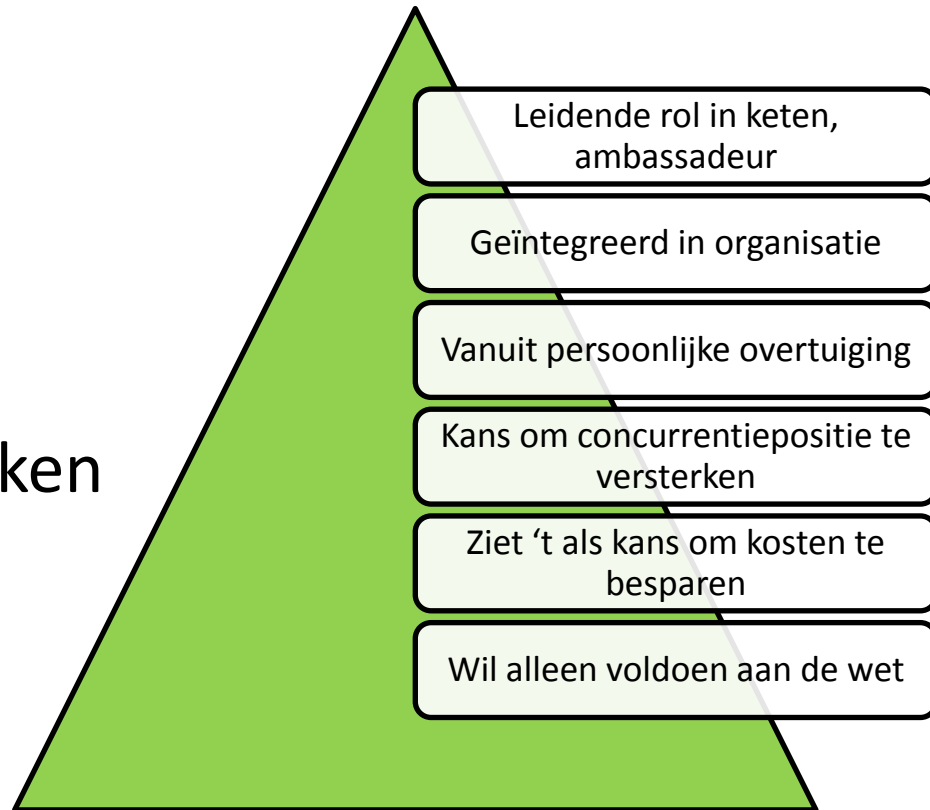 Leidende rol in keten,
ambassadeur
Geïntegreerd in organisatie
Vanuit persoonlijke overtuiging
ken
Kans om concurrentiepositie te
versterken
Ziet ‘t als kans om kosten te
besparen
Wil alleen voldoen aan de wet